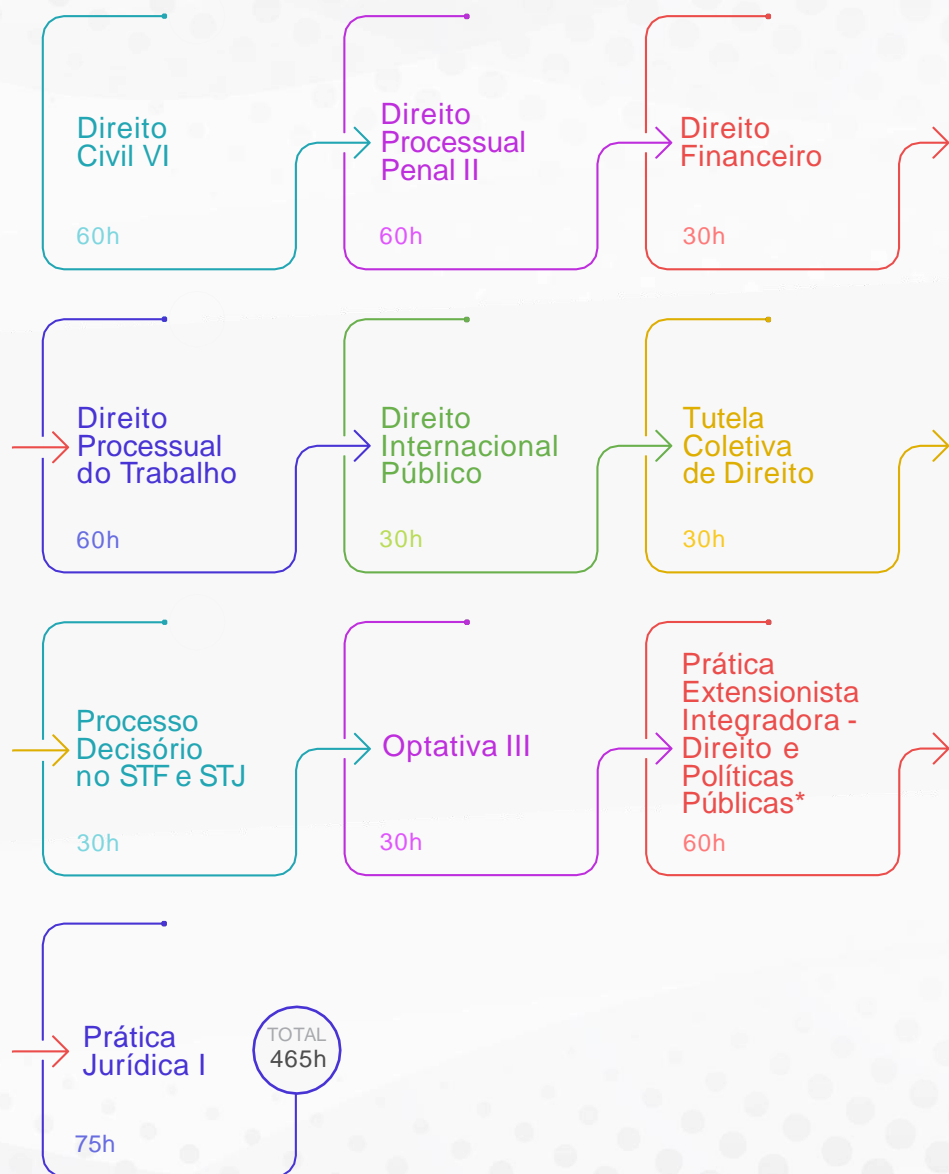 Direito
Civil VI
60h
Direito
Processual
Penal II
60h
Direito
Financeiro
30h
Direito
Processual
do Trabalho
60h
Direito
Internacional
Público
30h
Tutela
Coletiva
de Direito
30h
Processo
Decisório
no STF e STJ
30h
Optativa III
30h
Prática
Extensionista
Integradora -
Direito e
Políticas
Públicas*
60h
Prática
Jurídica I
75h
TOTAL
465h